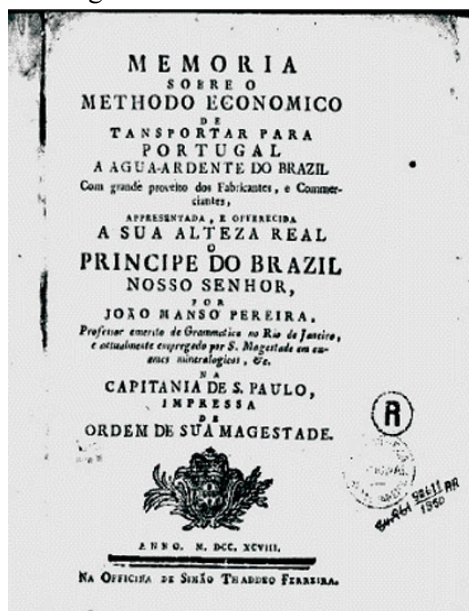 MEMORIA
SOBRE O
METHODO ECONOMICO
DE
TANSPORTAR PARA
PORTUGAL
A AGUA-ARDENTE DO BRAZIL
Com grande proveito dos Fabricantes, e Commer-
ciantes,
APPRESENTADA, E OFFERECIDA
A SUA ALTEZA REAL
O
PRINCIPE DO BRAZIL
NOSSO SENHOR,
POR
JOÃO MANSO PEREIRA,
Professor emerito de Grammatica no Rio de Janeiro,
e actualmente empregado por S. Magestade em ex-
ames mineralogicos, &c.
NA
CAPITANIA DE S. PAULO,
IMPRESSA
DE
ORDEM DE SUA MAGESTADE.
R
ANNO. M. DCC. XCVIII.
NA OFFICINA DE SIMÃO THADDEO FERREIRA.